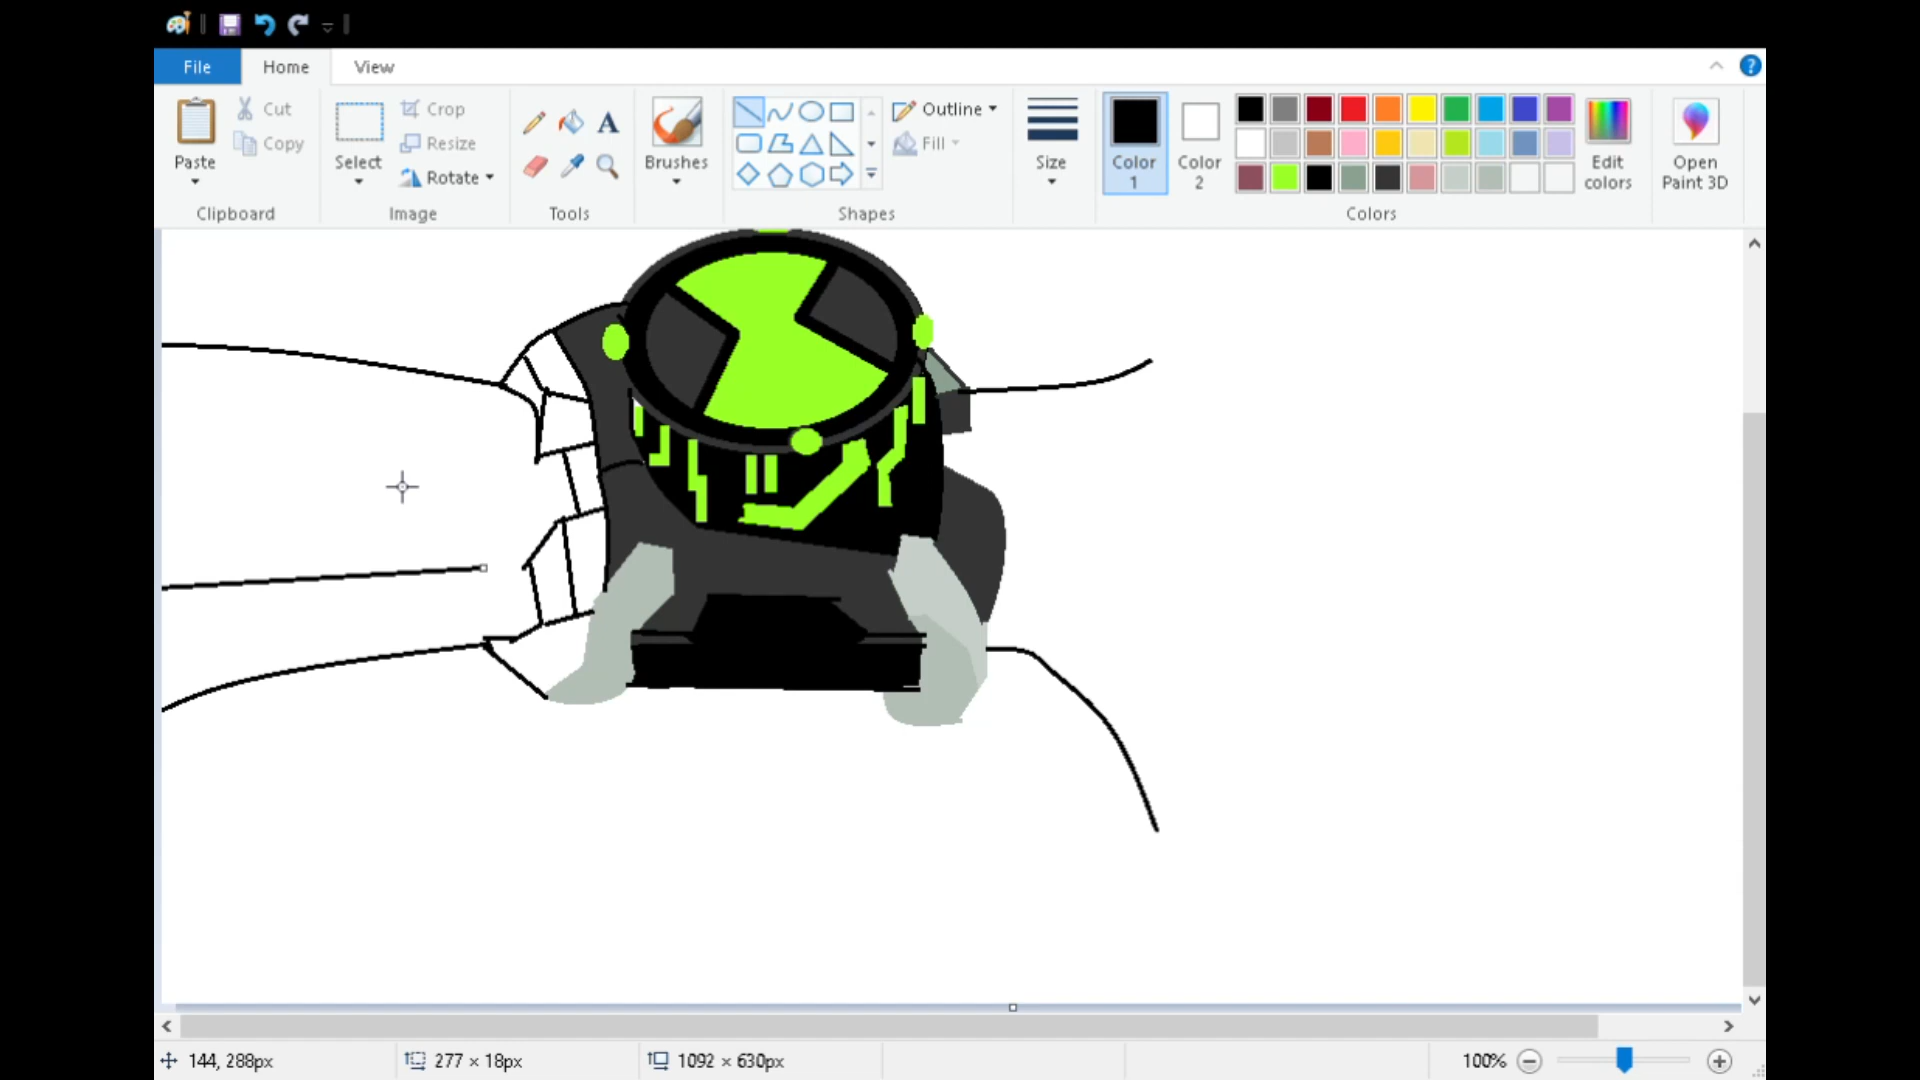 File Home View
Paste
Cut
Copy
Clipboard
Select
Crop
Resize
Rotate
Image
A
Tools
Brushes
Outline
Fill
Shapes
Size
Color 1
Color 2
Edit colors
Colors
Open Paint 3D
?
144, 288px 277 × 18px 1092 × 630px 100%